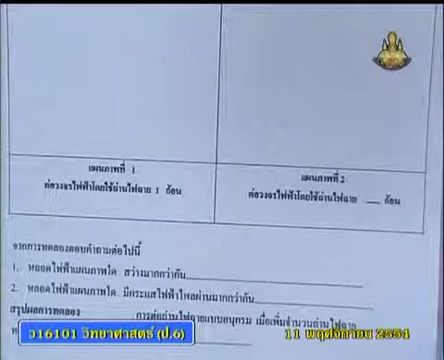 แผนภาพที่ 1
ต่อวงจรไฟฟ้าโดยใช้ถ่านไฟฉาย 1 ก้อน
แผนภาพที่ 2
ต่อวงจรไฟฟ้าโดยใช้ถ่านไฟฉาย ___ ก้อน
จากการทดลองตอบคำถามต่อไปนี้
1. หลอดไฟฟ้าแผนภาพใด สว่างมากกว่ากัน
2. หลอดไฟฟ้าแผนภาพใด มีกระแสไฟฟ้าไหลผ่านมากกว่ากัน
สรุปผลการทดลอง การต่อถ่านไฟฉายแบบอนุกรม เมื่อเพิ่มจำนวนถ่านไฟฉาย
ว16101 วิทยาศาสตร์ (ป.6)
11 พฤศจิกายน 2554